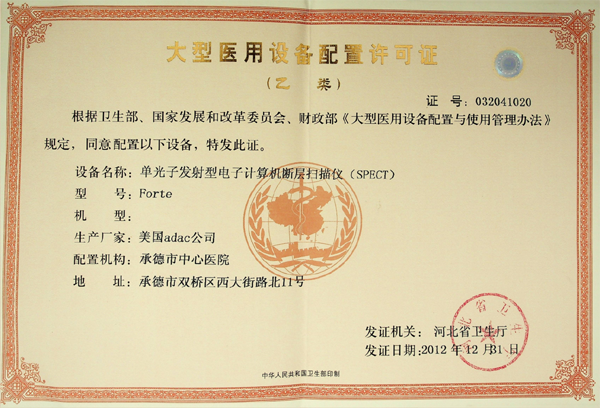 大型医用设备配置许可证
（乙 类）
证 号：032041020
根据卫生部、国家发展和改革委员会、财政部《大型医用设备配置与使用管理办法》
规定，同意配置以下设备，特发此证。
设备名称：单光子发射型电子计算机断层扫描仪（SPECT）
型 号：Forte
机 型：
生产厂家：美国adac公司
配置机构：承德市中心医院
地 址：承德市双桥区西大街路北11号
河北省卫生厅
发证机关：河北省卫生厅
发证日期：2012 年 12 月 31 日
中华人民共和国卫生部印制